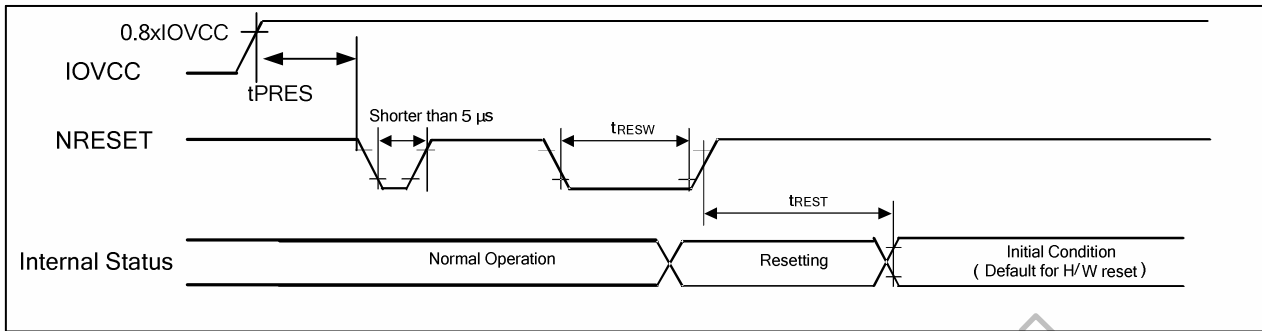 0.8xIOVCC
IOVCC
tPRES
Shorter than 5 µs
NRESET
tRESW
tREST
Internal Status
Normal Operation
Resetting
Initial Condition
( Default for H/W reset )